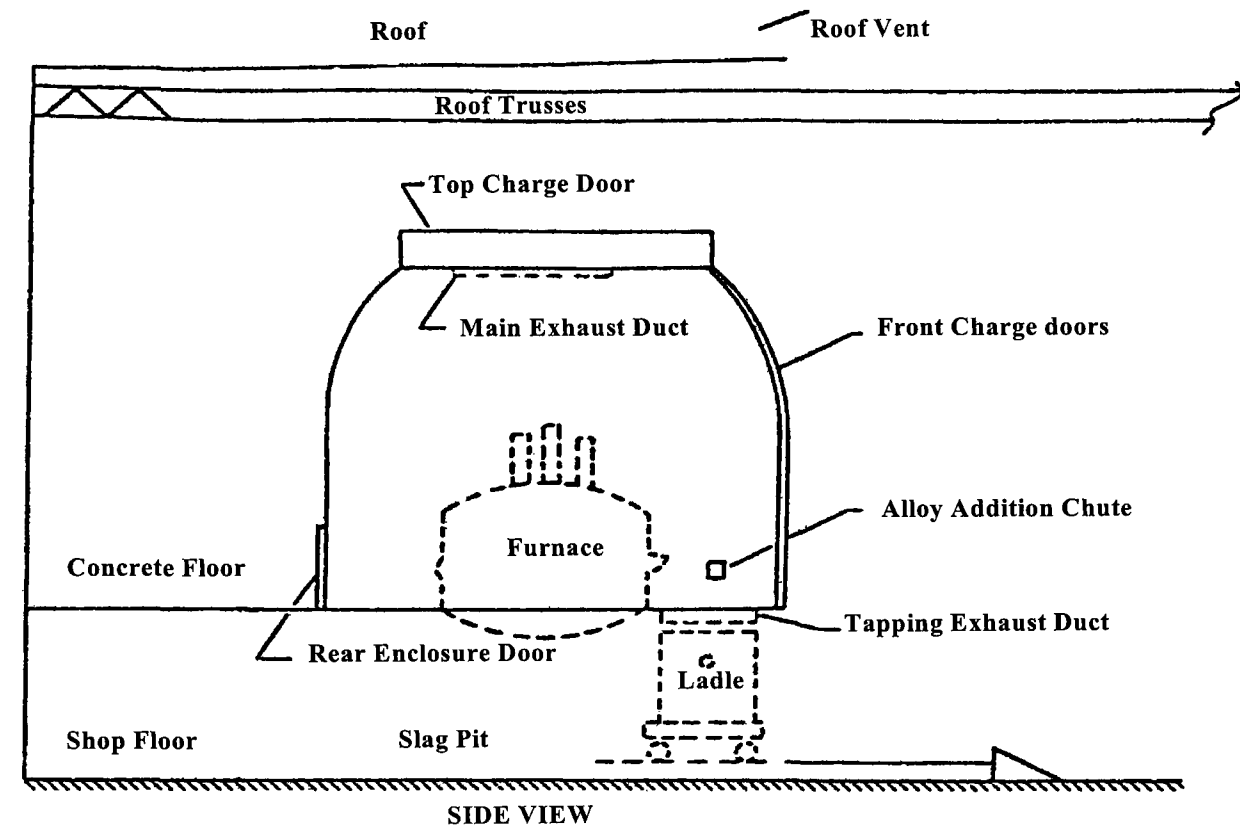 Roof
Roof Vent
Roof Trusses
Top Charge Door
Main Exhaust Duct
Front Charge doors
Alloy Addition Chute
Furnace
Concrete Floor
Tapping Exhaust Duct
Rear Enclosure Door
Ladle
Shop Floor
Slag Pit
SIDE VIEW